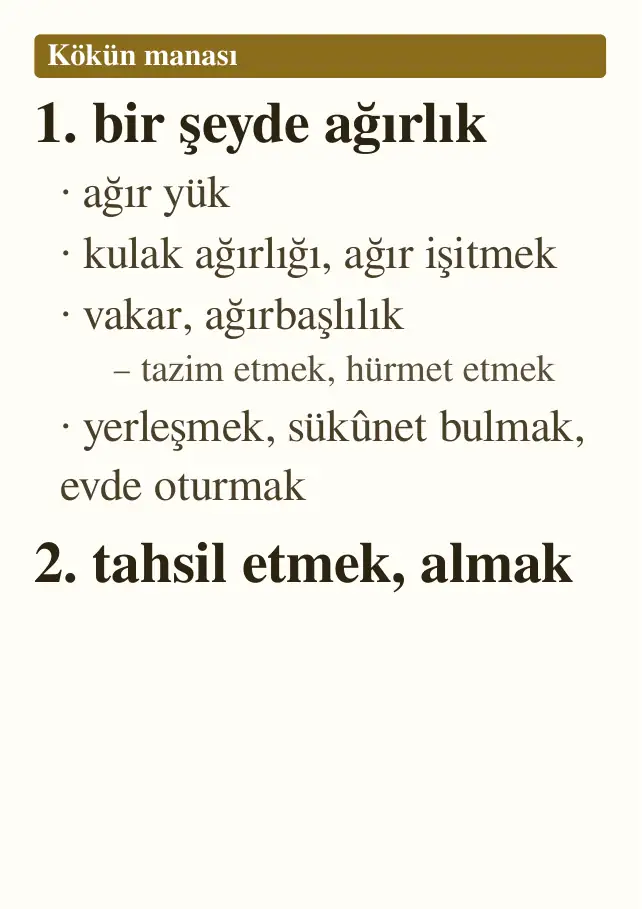 Kökün manası
1. bir şeyde ağırlık
· ağır yük
· kulak ağırlığı, ağır işitmek
· vakar, ağırbaşlılık
– tazim etmek, hürmet etmek
· yerleşmek, sükûnet bulmak,
evde oturmak
2. tahsil etmek, almak